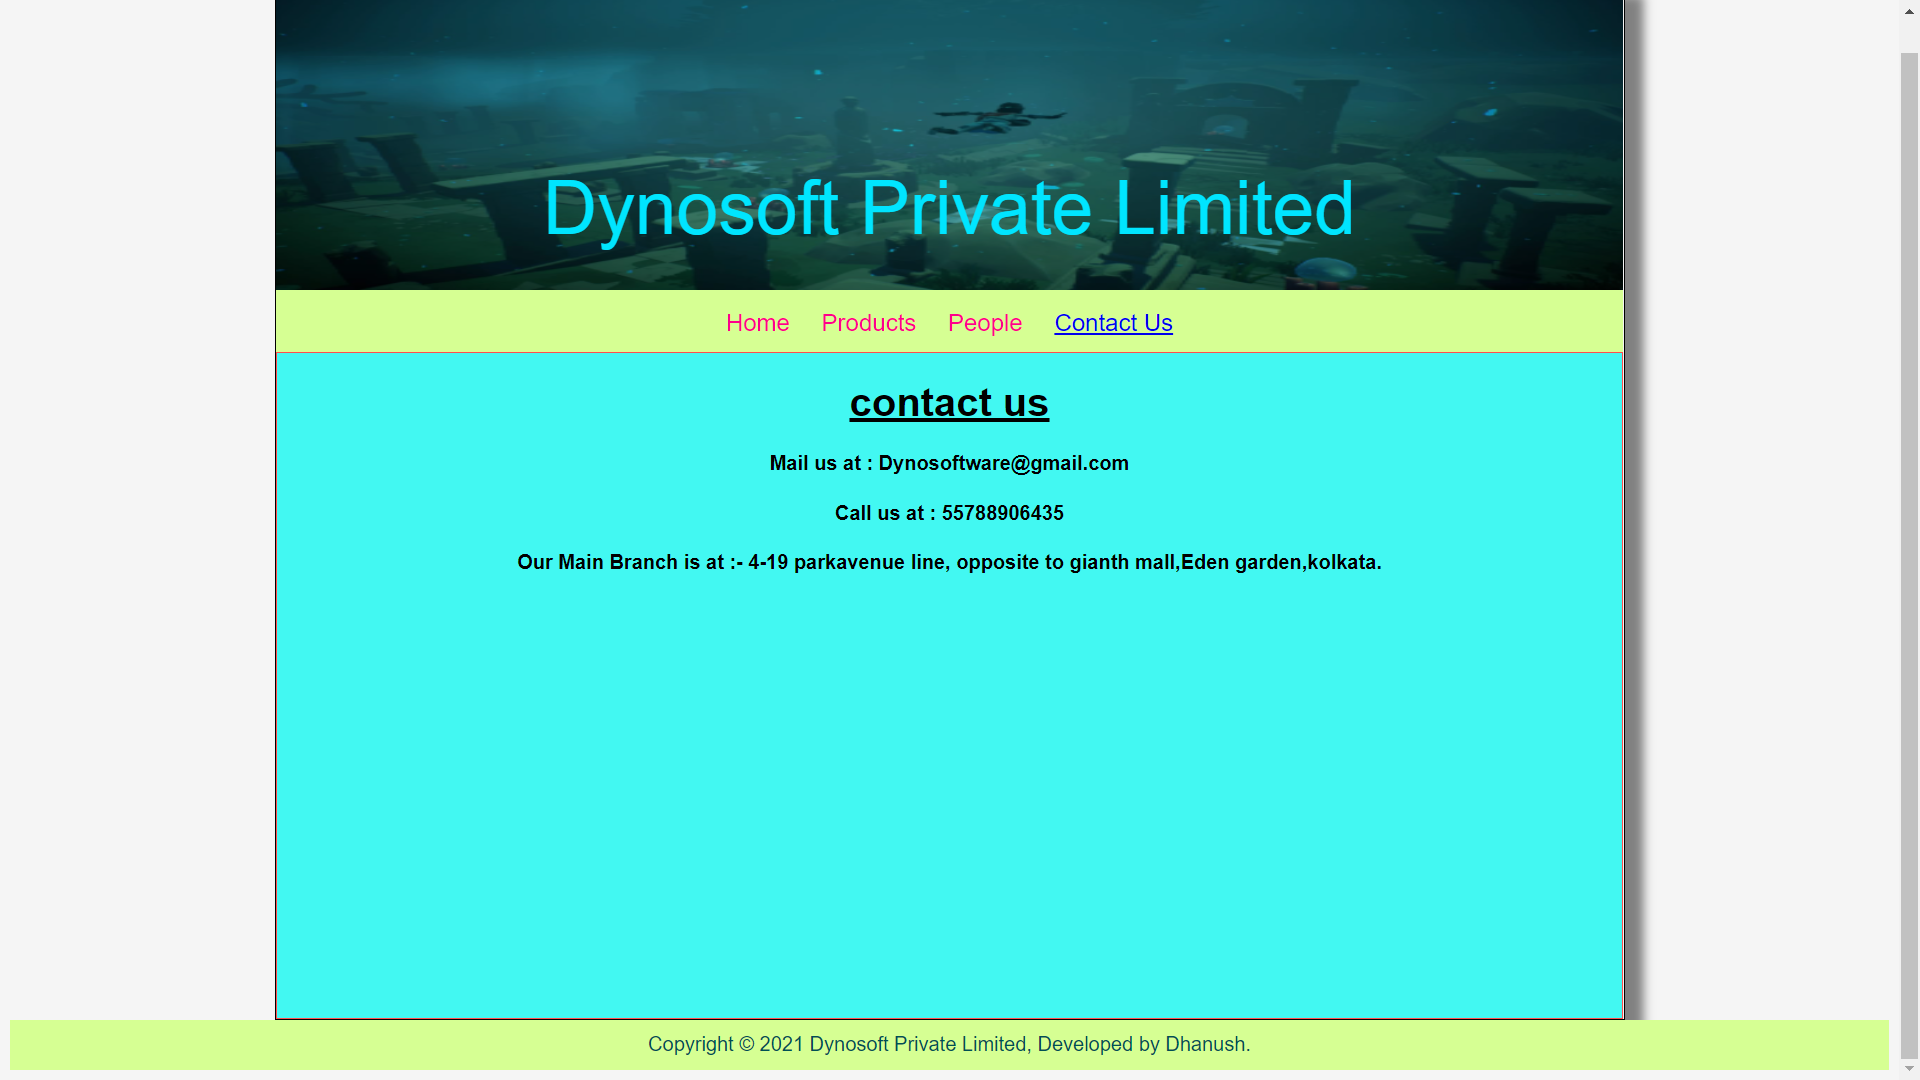 Dynosoft Private Limited
Home Products People Contact Us
contact us
Mail us at : Dynosoftware@gmail.com
Call us at : 55788906435
Our Main Branch is at :- 4-19 parkavenue line, opposite to gianth mall,Eden garden,kolkata.
Copyright © 2021 Dynosoft Private Limited, Developed by Dhanush.